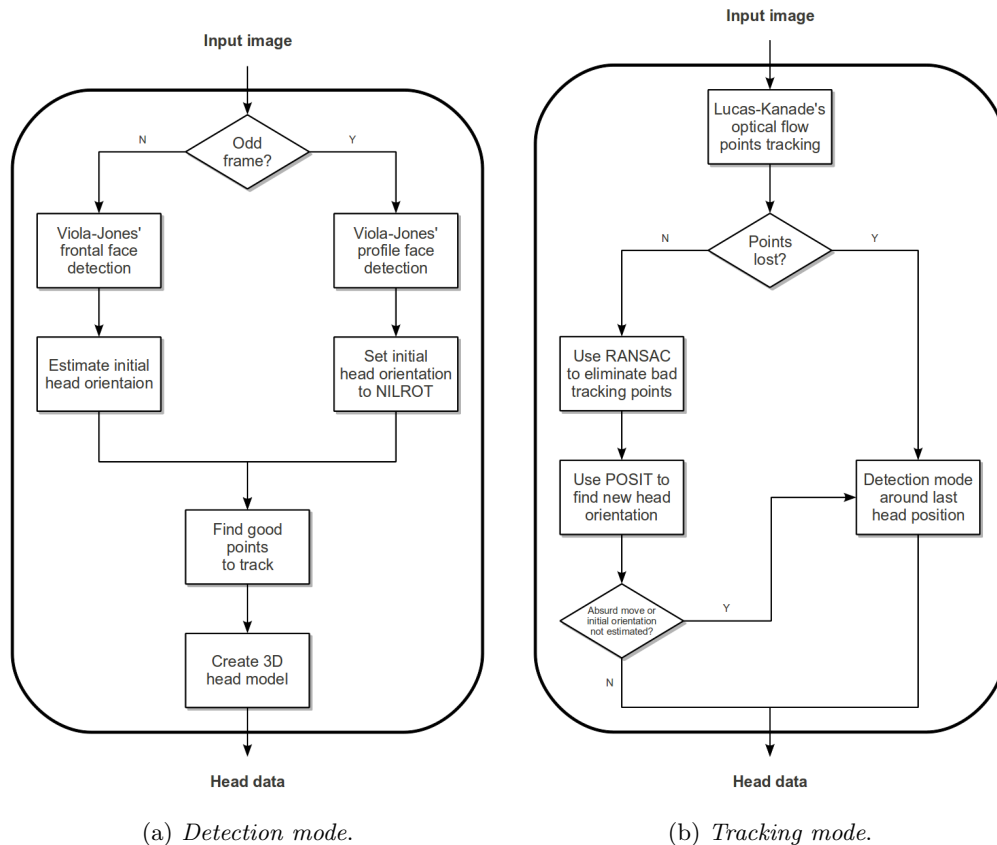 Input image
Odd
frame?
N
Y
Viola-Jones'
frontal face
detection
Viola-Jones'
profile face
detection
Estimate initial
head orientaion
Set initial
head orientation
to NILROT
Find good
points
to track
Create 3D
head model
Head data
(a) Detection mode.
Input image
Lucas-Kanade's
optical flow
points tracking
Points
lost?
N
Y
Use RANSAC
to eliminate bad
tracking points
Use POSIT to
find new head
orientation
Detection mode
around last
head position
Absurd move or
initial orientation
not estimated?
Y
N
Head data
(b) Tracking mode.